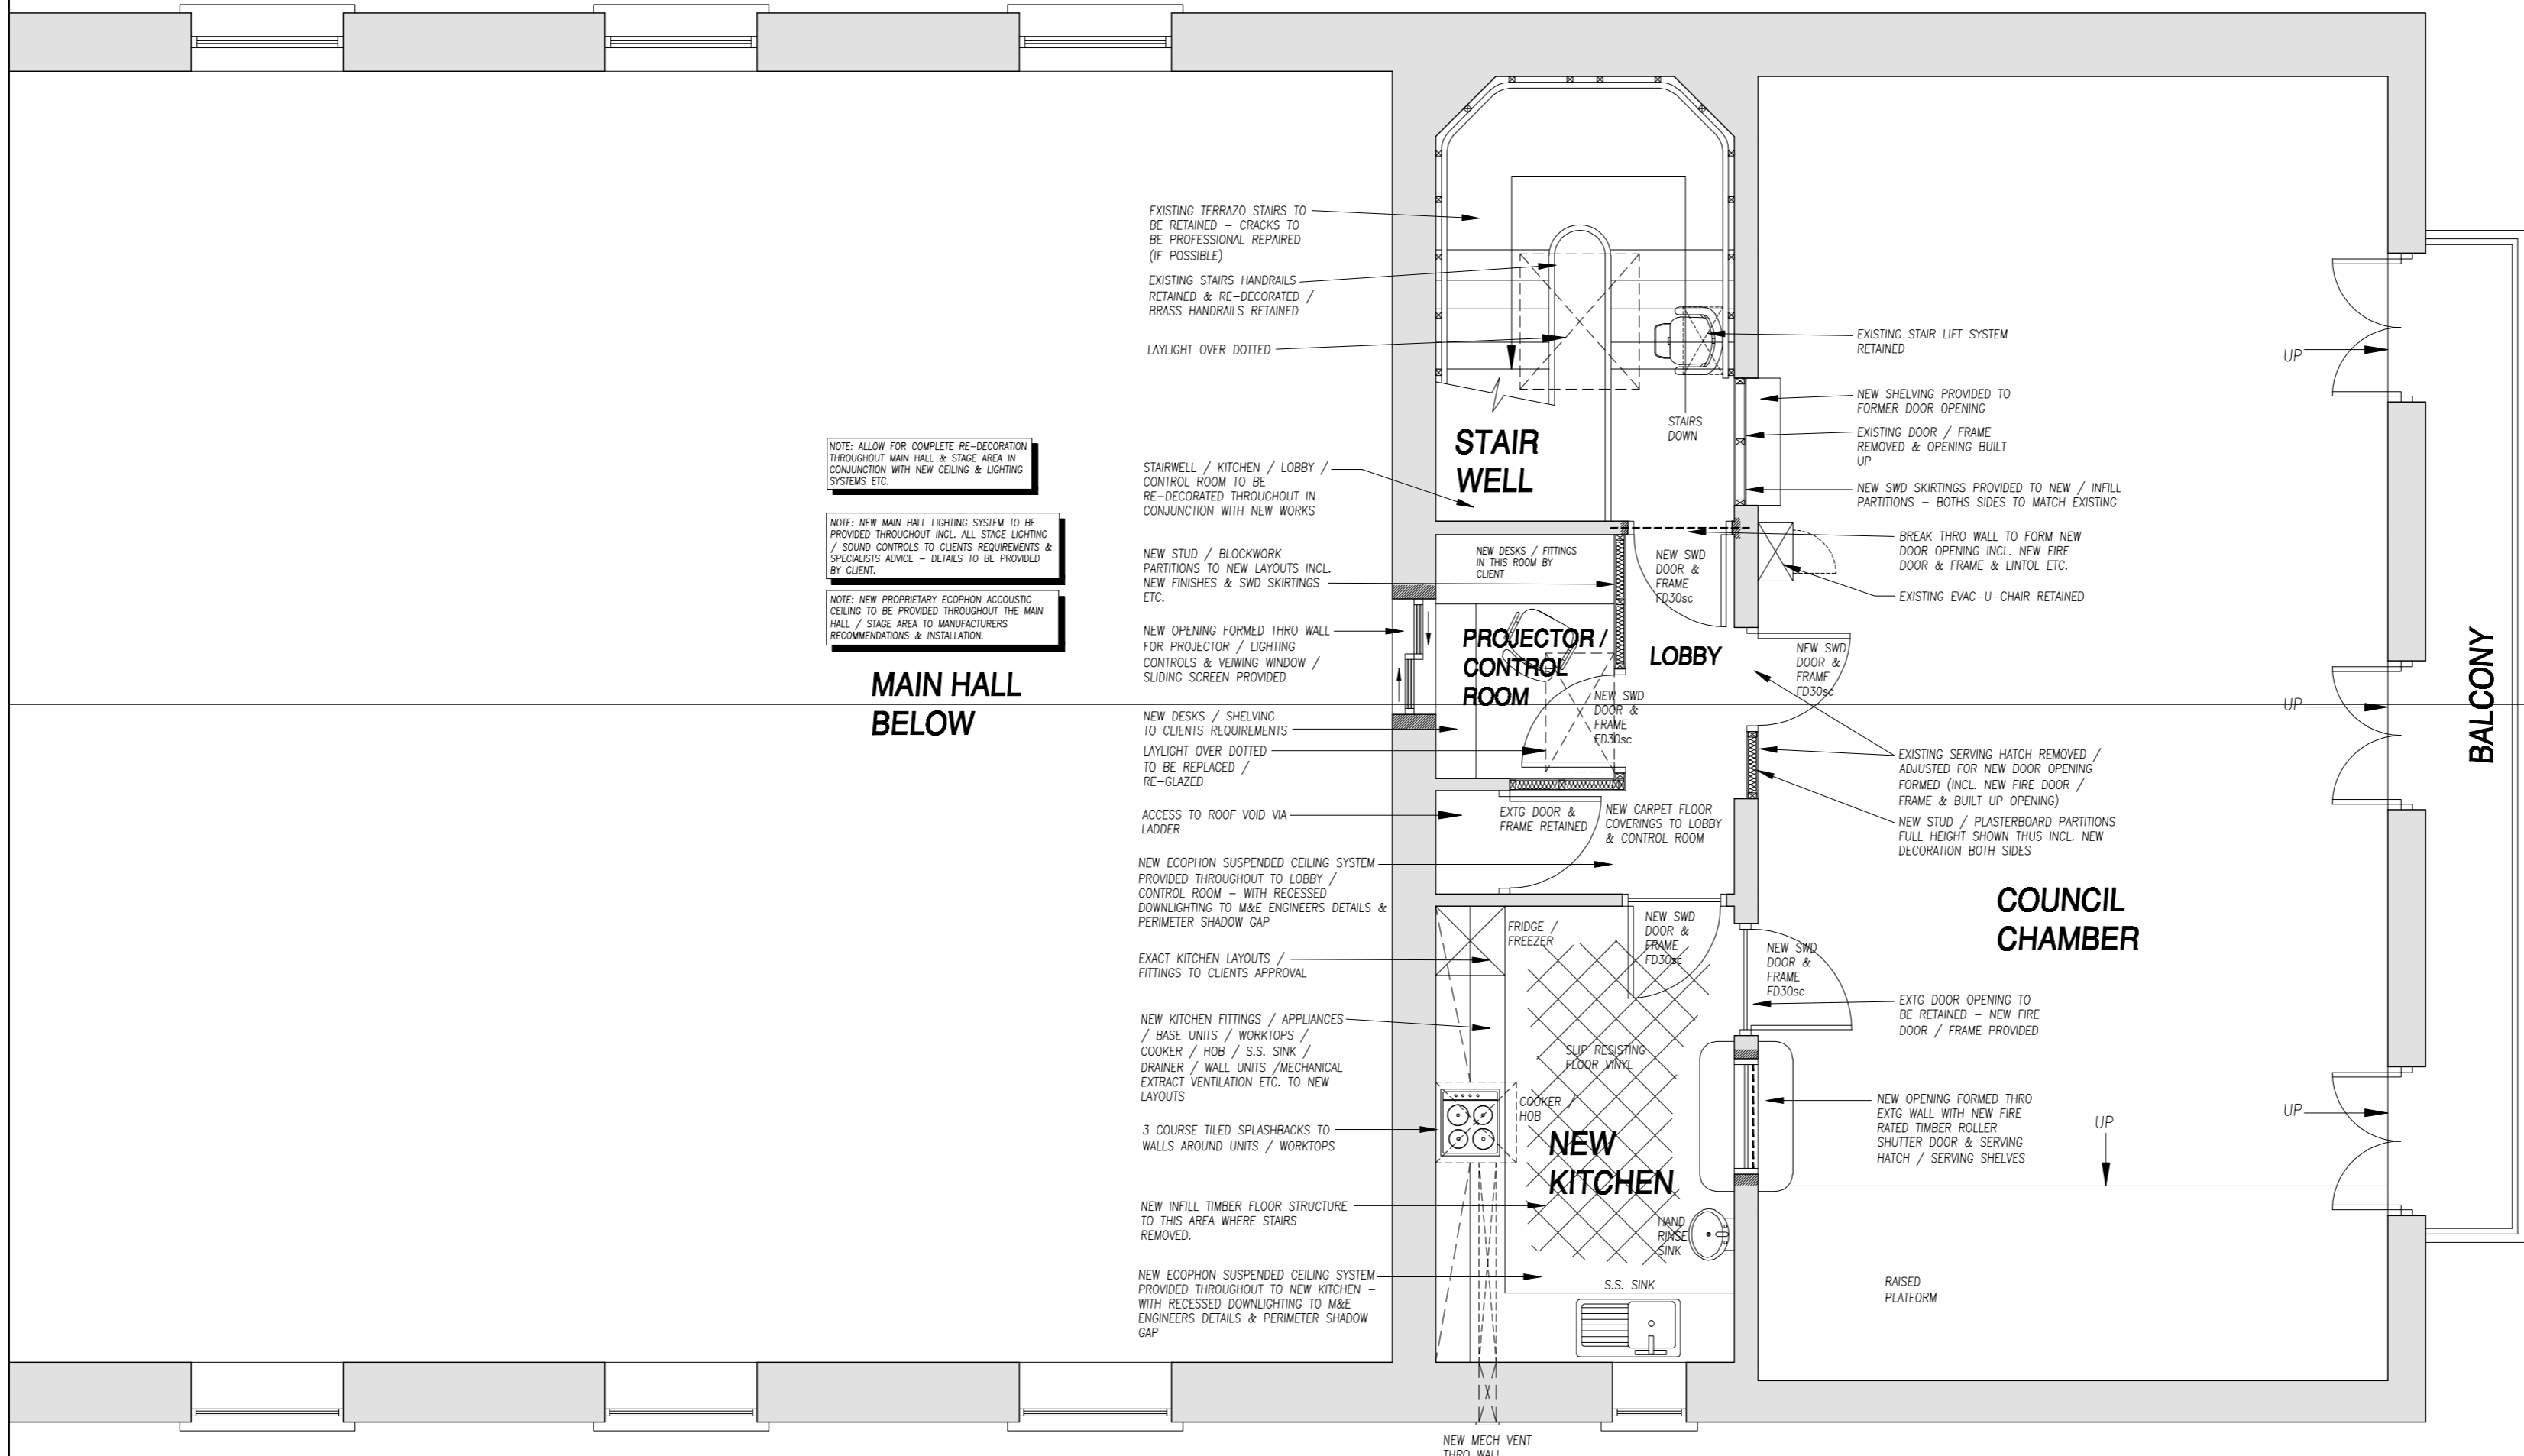 NOTE: ALLOW FOR COMPLETE RE-DECORATION
THROUGHOUT MAIN HALL & STAGE AREA IN
CONJUNCTION WITH NEW CEILING & LIGHTING
SYSTEMS ETC.
NOTE: NEW MAIN HALL LIGHTING SYSTEM TO BE
PROVIDED THROUGHOUT INCL. ALL STAGE LIGHTING
/ SOUND CONTROLS TO CLIENTS REQUIREMENTS &
SPECIALISTS ADVICE – DETAILS TO BE PROVIDED
BY CLIENT.
NOTE: NEW PROPRIETARY ECOPHON ACCOUSTIC
CEILING TO BE PROVIDED THROUGHOUT THE MAIN
HALL / STAGE AREA TO MANUFACTURERS
RECOMMENDATIONS & INSTALLATION.
MAIN HALL
BELOW
EXISTING TERRAZO STAIRS TO
BE RETAINED – CRACKS TO
BE PROFESSIONAL REPAIRED
(IF POSSIBLE)
EXISTING STAIRS HANDRAILS
RETAINED & RE-DECORATED /
BRASS HANDRAILS RETAINED
LAYLIGHT OVER DOTTED
STAIRWELL / KITCHEN / LOBBY /
CONTROL ROOM TO BE
RE-DECORATED THROUGHOUT IN
CONJUNCTION WITH NEW WORKS
NEW STUD / BLOCKWORK
PARTITIONS TO NEW LAYOUTS INCL.
NEW FINISHES & SWD SKIRTINGS
ETC.
NEW OPENING FORMED THRO WALL
FOR PROJECTOR / LIGHTING
CONTROLS & VEIWING WINDOW /
SLIDING SCREEN PROVIDED
NEW DESKS / SHELVING
TO CLIENTS REQUIREMENTS
LAYLIGHT OVER DOTTED
TO BE REPLACED /
RE-GLAZED
ACCESS TO ROOF VOID VIA
LADDER
NEW ECOPHON SUSPENDED CEILING SYSTEM
PROVIDED THROUGHOUT TO LOBBY /
CONTROL ROOM – WITH RECESSED
DOWNLIGHTING TO M&E ENGINEERS DETAILS &
PERIMETER SHADOW GAP
EXACT KITCHEN LAYOUTS /
FITTINGS TO CLIENTS APPROVAL
NEW KITCHEN FITTINGS / APPLIANCES
/ BASE UNITS / WORKTOPS /
COOKER / HOB / S.S. SINK /
DRAINER / WALL UNITS /MECHANICAL
EXTRACT VENTILATION ETC. TO NEW
LAYOUTS
3 COURSE TILED SPLASHBACKS TO
WALLS AROUND UNITS / WORKTOPS
NEW INFILL TIMBER FLOOR STRUCTURE
TO THIS AREA WHERE STAIRS
REMOVED.
NEW ECOPHON SUSPENDED CEILING SYSTEM
PROVIDED THROUGHOUT TO NEW KITCHEN –
WITH RECESSED DOWNLIGHTING TO M&E
ENGINEERS DETAILS & PERIMETER SHADOW
GAP
STAIR
WELL
STAIRS
DOWN
NEW DESKS / FITTINGS
IN THIS ROOM BY
CLIENT
NEW SWD
DOOR &
FRAME
FD30sc
PROJECTOR /
CONTROL
ROOM
LOBBY
NEW SWD
DOOR &
FRAME
FD30sc
NEW SWD
DOOR &
FRAME
FD30sc
EXTG DOOR &
FRAME RETAINED
NEW CARPET FLOOR
COVERINGS TO LOBBY
& CONTROL ROOM
FRIDGE /
FREEZER
NEW SWD
DOOR &
FRAME
FD30sc
NEW SWD
DOOR &
FRAME
FD30sc
SLIP RESISTING
FLOOR VINYL
COOKER /
HOB
NEW
KITCHEN
HAND
RINSE
SINK
S.S. SINK
NEW MECH VENT
THRO WALL
EXISTING STAIR LIFT SYSTEM
RETAINED
NEW SHELVING PROVIDED TO
FORMER DOOR OPENING
EXISTING DOOR / FRAME
REMOVED & OPENING BUILT
UP
NEW SWD SKIRTINGS PROVIDED TO NEW / INFILL
PARTITIONS – BOTHS SIDES TO MATCH EXISTING
BREAK THRO WALL TO FORM NEW
DOOR OPENING INCL. NEW FIRE
DOOR & FRAME & LINTOL ETC.
EXISTING EVAC-U-CHAIR RETAINED
EXISTING SERVING HATCH REMOVED /
ADJUSTED FOR NEW DOOR OPENING
FORMED (INCL. NEW FIRE DOOR /
FRAME & BUILT UP OPENING)
NEW STUD / PLASTERBOARD PARTITIONS
FULL HEIGHT SHOWN THUS INCL. NEW
DECORATION BOTH SIDES
COUNCIL
CHAMBER
EXTG DOOR OPENING TO
BE RETAINED – NEW FIRE
DOOR / FRAME PROVIDED
NEW OPENING FORMED THRO
EXTG WALL WITH NEW FIRE
RATED TIMBER ROLLER
SHUTTER DOOR & SERVING
HATCH / SERVING SHELVES
UP
RAISED
PLATFORM
UP
UP
UP
BALCONY